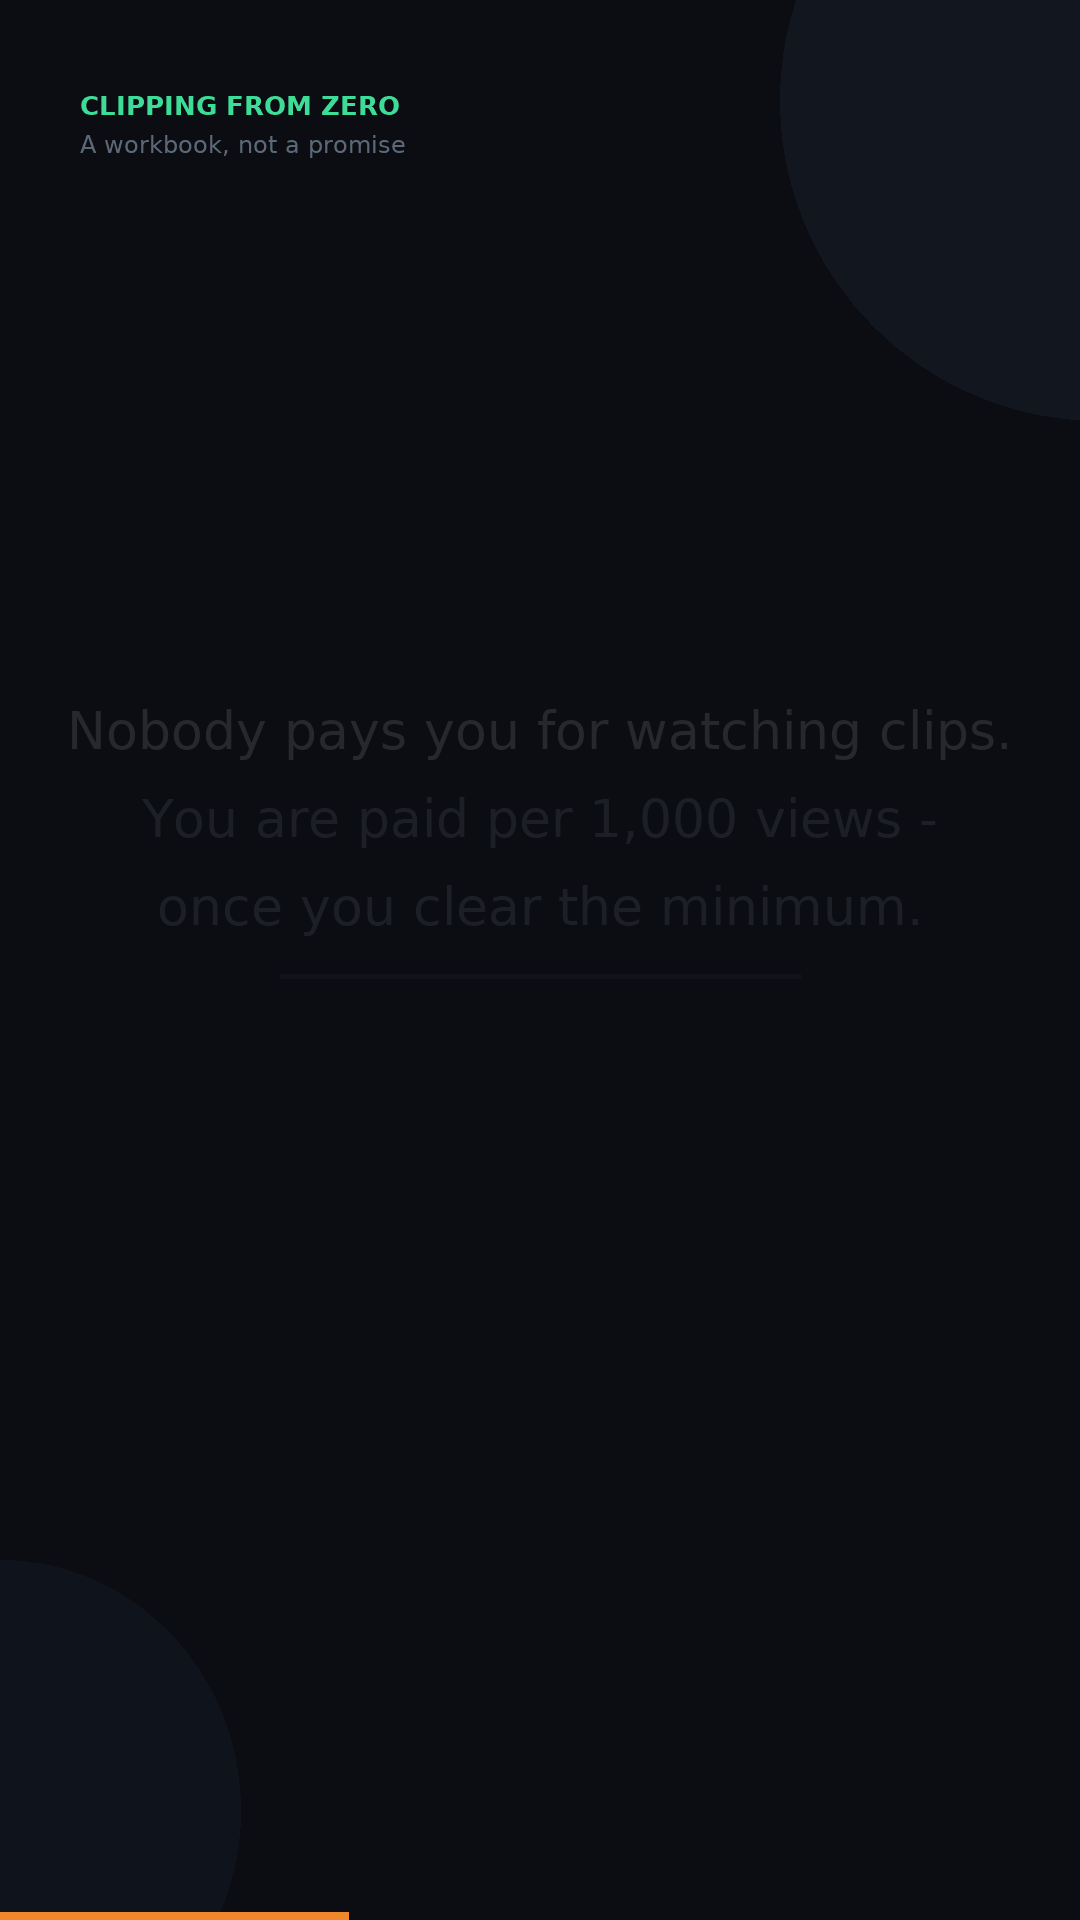 CLIPPING FROM ZERO
A workbook, not a promise
Nobody pays you for watching clips.
You are paid per 1,000 views -
once you clear the minimum.